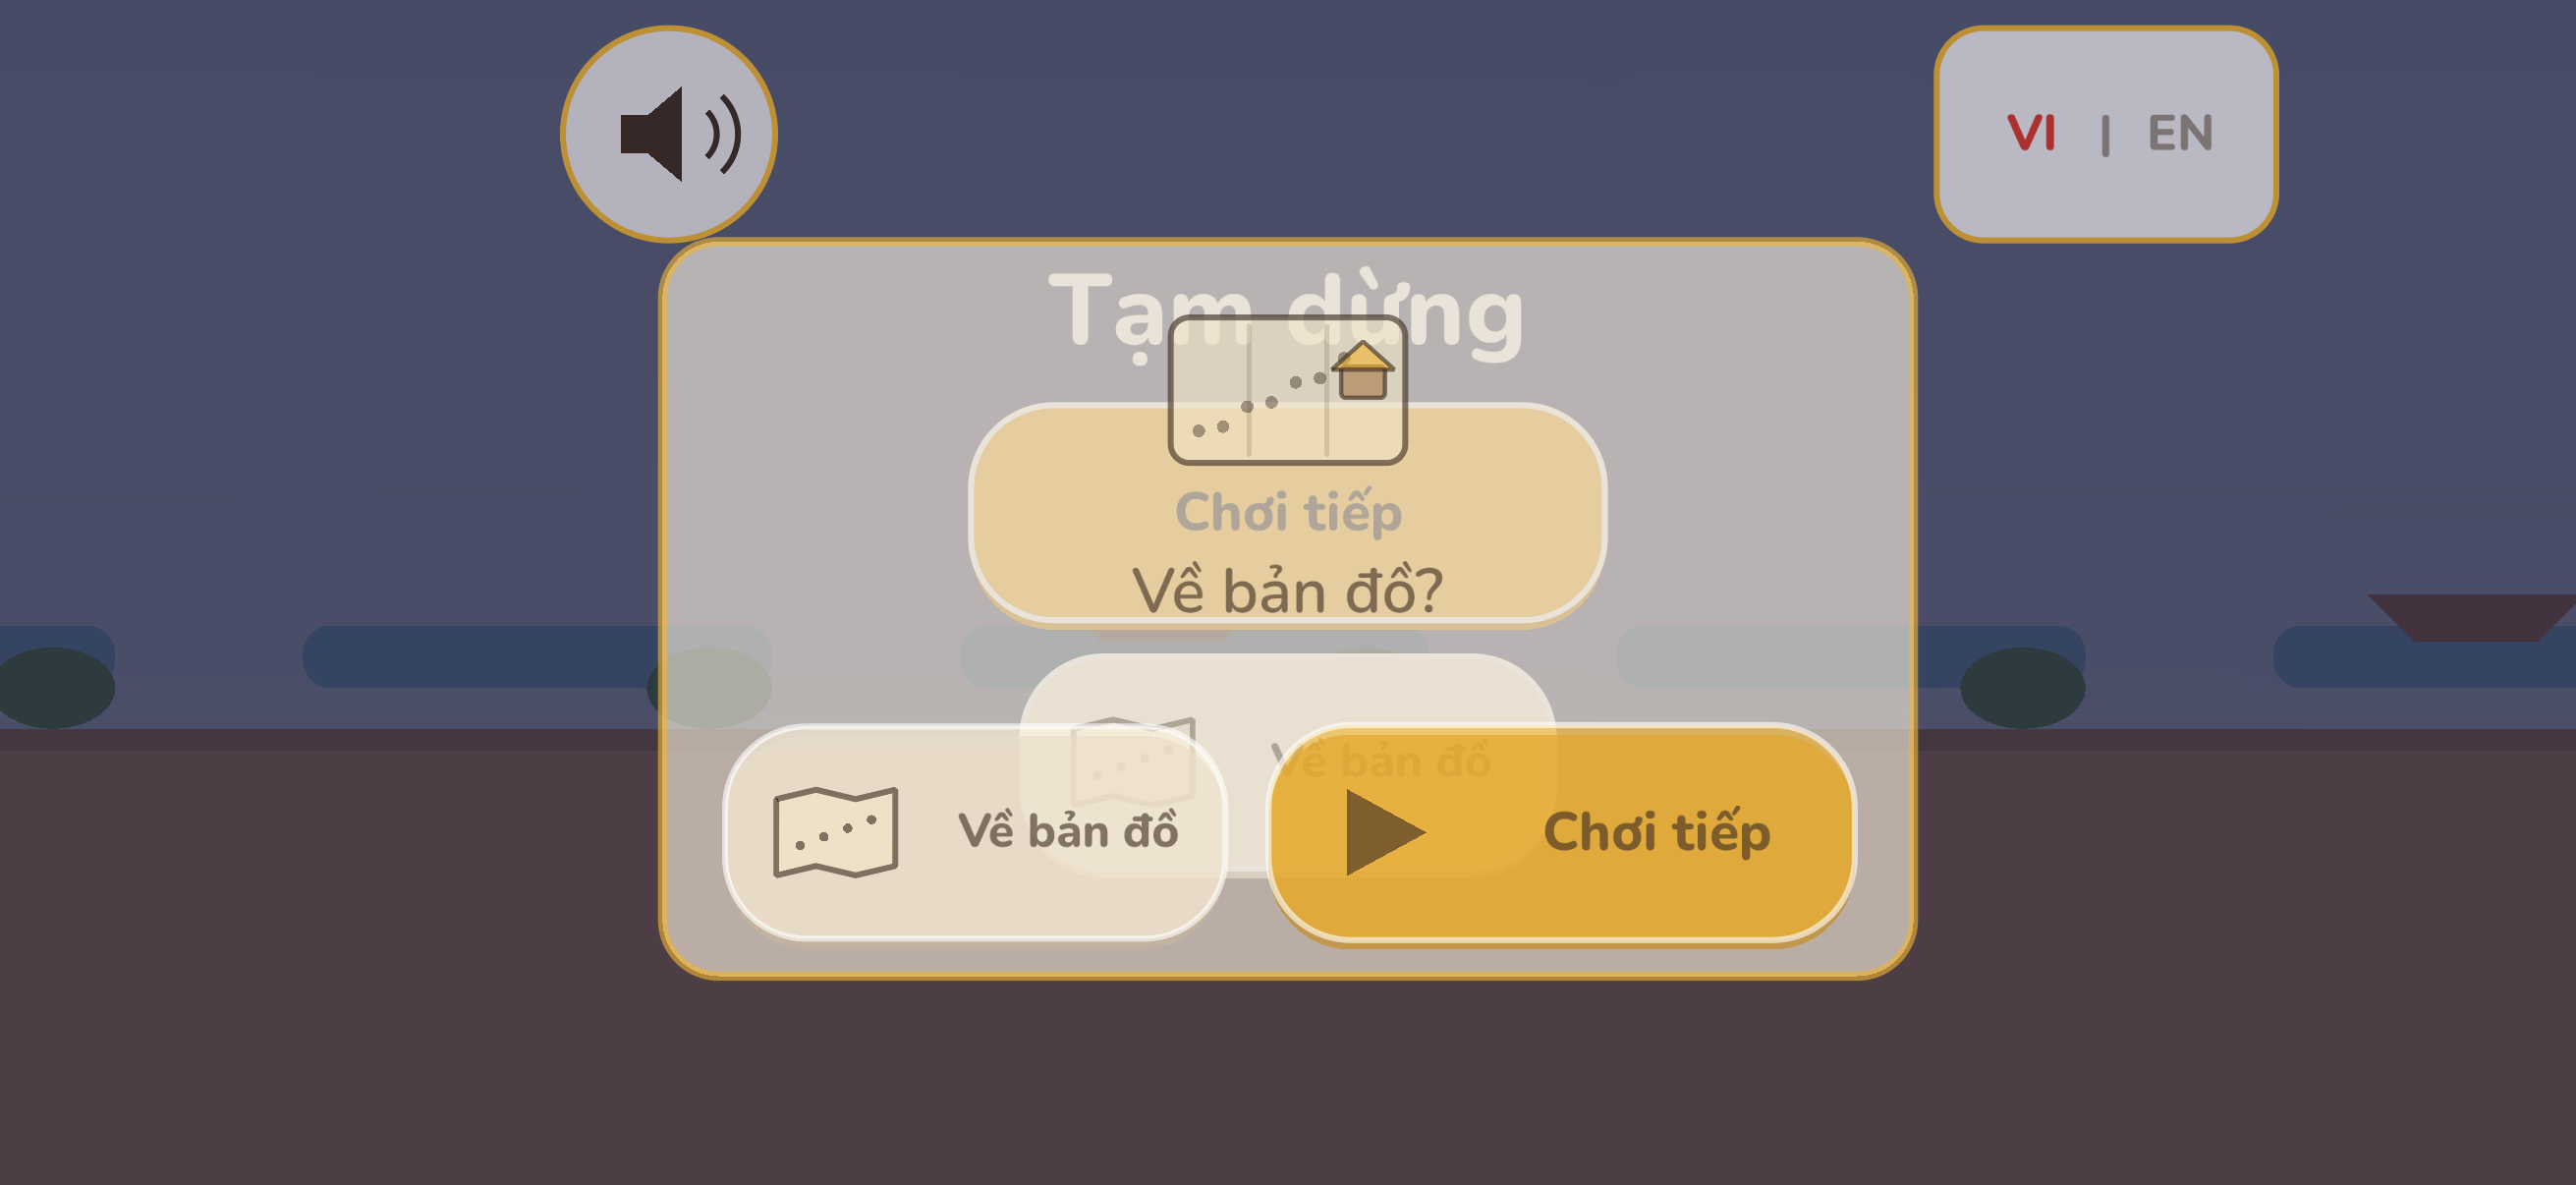 VI | EN
Tạm dừng
Chơi tiếp
Về bản đồ?
Về bản đồ
Về bản đồ
Chơi tiếp